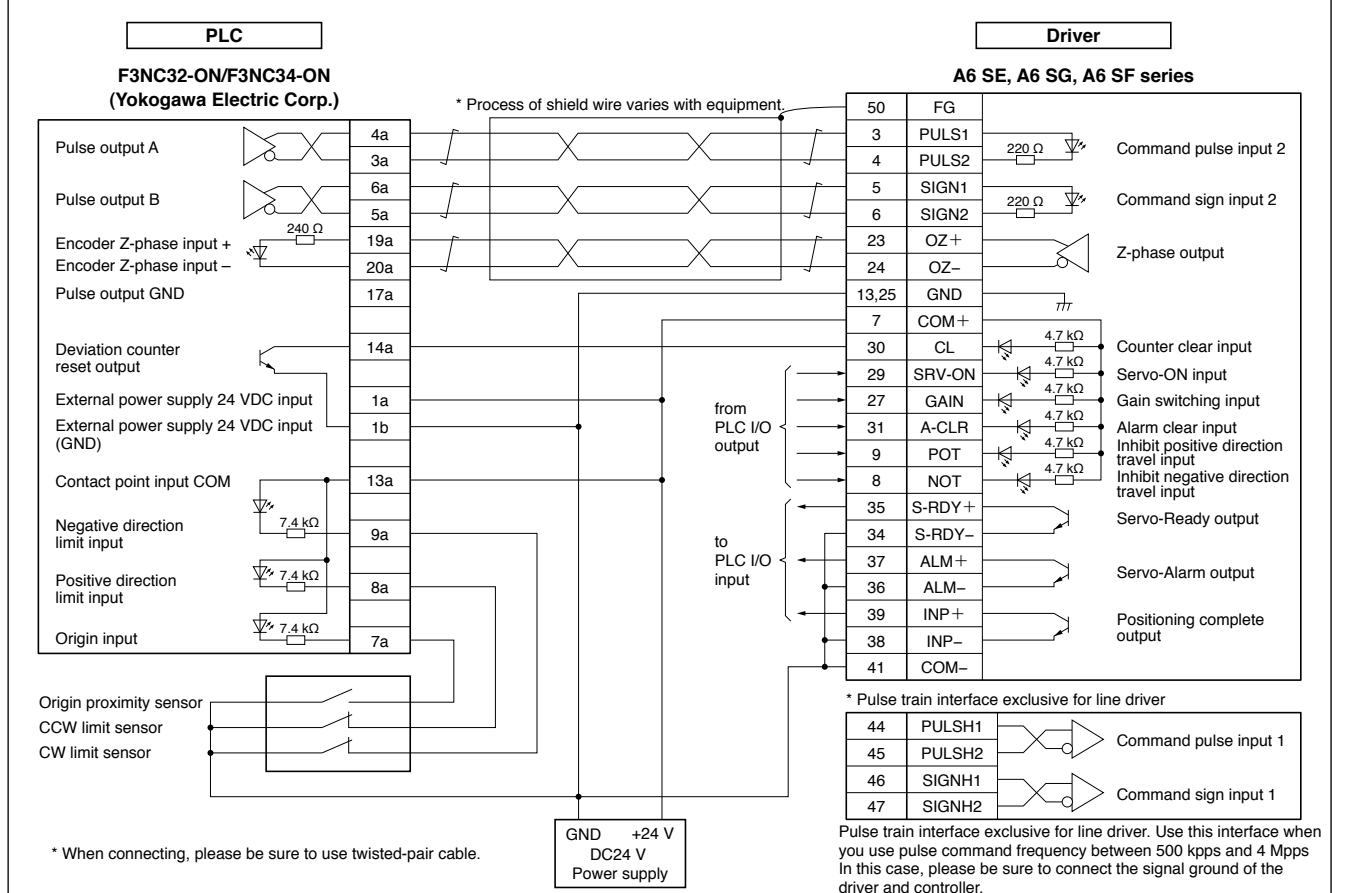 PLC
Driver
F3NC32-ON/F3NC34-ON
(Yokogawa Electric Corp.)
A6 SE, A6 SG, A6 SF series
* Process of shield wire varies with equipment.
50 FG
Pulse output A
4a
3a
3 PULS1
4 PULS2
220 Ω
Command pulse input 2
Pulse output B
6a
5a
5 SIGN1
6 SIGN2
220 Ω
Command sign input 2
240 Ω
Encoder Z-phase input +
19a
23 OZ+
Encoder Z-phase input –
20a
24 OZ–
Z-phase output
Pulse output GND
17a
13,25 GND
7 COM+
Deviation counter
reset output
14a
30 CL
4.7 kΩ
Counter clear input
29 SRV-ON
4.7 kΩ
Servo-ON input
External power supply 24 VDC input
1a
27 GAIN
4.7 kΩ
Gain switching input
External power supply 24 VDC input
(GND)
1b
31 A-CLR
4.7 kΩ
Alarm clear input
from
PLC I/O
output
9 POT
4.7 kΩ
Inhibit positive direction
travel input
Contact point input COM
13a
8 NOT
4.7 kΩ
Inhibit negative direction
travel input
35 S-RDY+
34 S-RDY–
Servo-Ready output
Negative direction
limit input
7.4 kΩ
9a
to
PLC I/O
input
37 ALM+
36 ALM–
Servo-Alarm output
Positive direction
limit input
7.4 kΩ
8a
39 INP+
38 INP–
Positioning complete
output
Origin input
7.4 kΩ
7a
41 COM–
Origin proximity sensor
CCW limit sensor
CW limit sensor
* Pulse train interface exclusive for line driver
44 PULSH1
45 PULSH2
Command pulse input 1
46 SIGNH1
47 SIGNH2
Command sign input 1
GND +24 V
DC24 V
Power supply
* When connecting, please be sure to use twisted-pair cable.
Pulse train interface exclusive for line driver. Use this interface when
you use pulse command frequency between 500 kpps and 4 Mpps
In this case, please be sure to connect the signal ground of the
driver and controller.